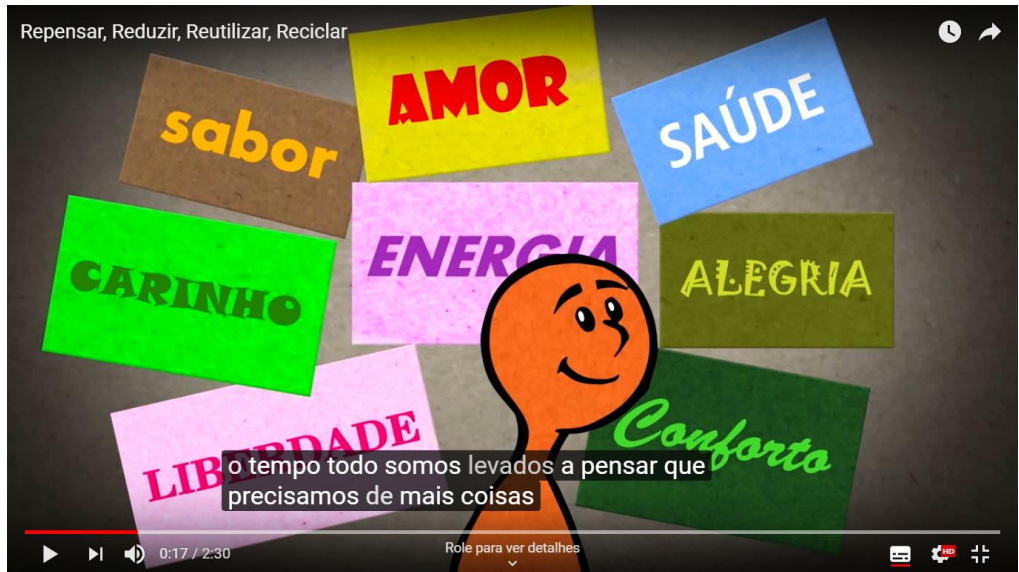 Repensar, Reduzir, Reutilizar, Reciclar
sabor
AMOR
SAÚDE
CARINHO
ENERGIA
ALEGRIA
LIBERDADE
Conforto
o tempo todo somos levados a pensar que
precisamos de mais coisas
0:17 / 2:30
Role para ver detalhes
HD